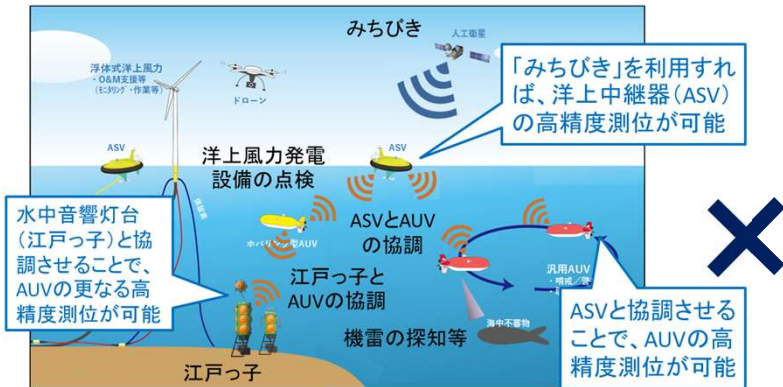 みちびき
人工衛星
浮体式洋上風力
・O&M支援等
(モニタリング・作業等)
ドローン
「みちびき」を利用すれ
ば、洋上中継器(ASV)
の高精度測位が可能
ASV
ASV
洋上風力発電
設備の点検
係留索
水中音響灯台
(江戸っ子)と協
調させることで、
AUVの更なる高
精度測位が可能
ホバリング型AUV
ASVとAUV
の協調
江戸っ子と
AUVの協調
汎用AUV
・哨戒/警
機雷の探知等
海中不審物
ASVと協調させる
ことで、AUVの高
精度測位が可能
江戸っ子